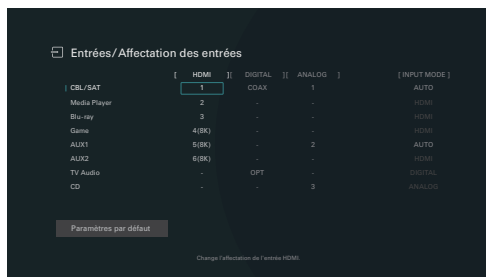 Entrées/Affectation des entrées
[ HDMI ][ DIGITAL ][ ANALOG ] [ INPUT MODE ]
CBL/SAT 1 COAX 1 AUTO
Media Player 2 - - HDMI
Blu-ray 3 - - HDMI
Game 4(8K) - - HDMI
AUX1 5(8K) - 2 AUTO
AUX2 6(8K) - - HDMI
TV Audio - OPT - DIGITAL
CD - - 3 ANALOG
Paramètres par défaut
Change l'affectation de l'entrée HDMI.